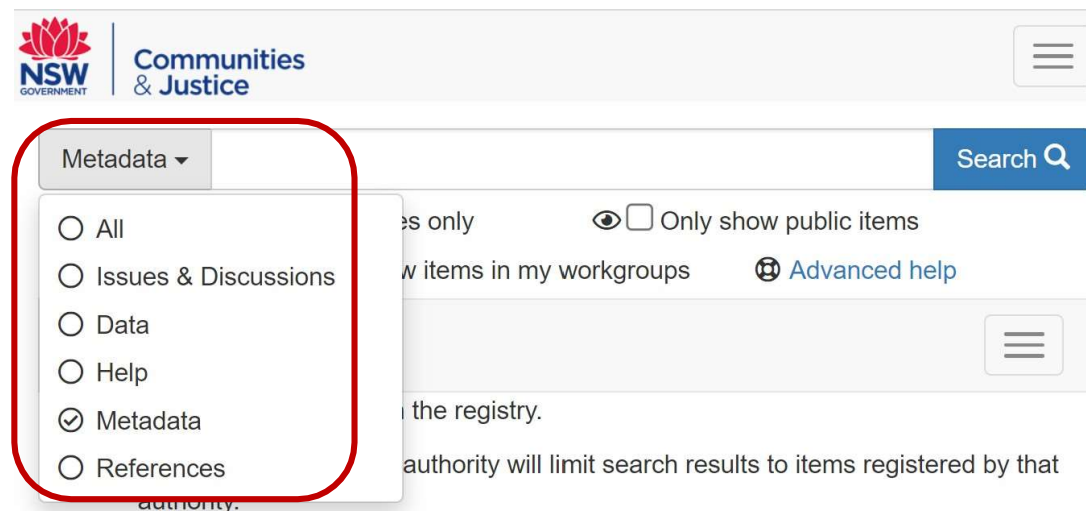 NSW
GOVERNMENT
Communities
& Justice
Metadata
Search
All
Issues & Discussions
Data
Help
Metadata
References
only
Only show public items
items in my workgroups
Advanced help
the registry.
authority will limit search results to items registered by that
authority.